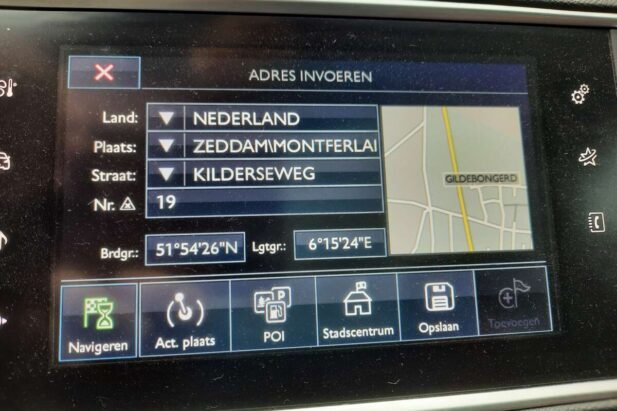 ADRES INVOEREN
Land: NEDERLAND
Plaats: ZEDDAM\MONTFERLAI
Straat: KILDERSEWEG
Nr. 19
GILDEBONGERD
Brdgr.: 51°54'26"N Lgtgr.: 6°15'24"E
Navigeren Act. plaats POI Stadscentrum Opslaan Toevoegen